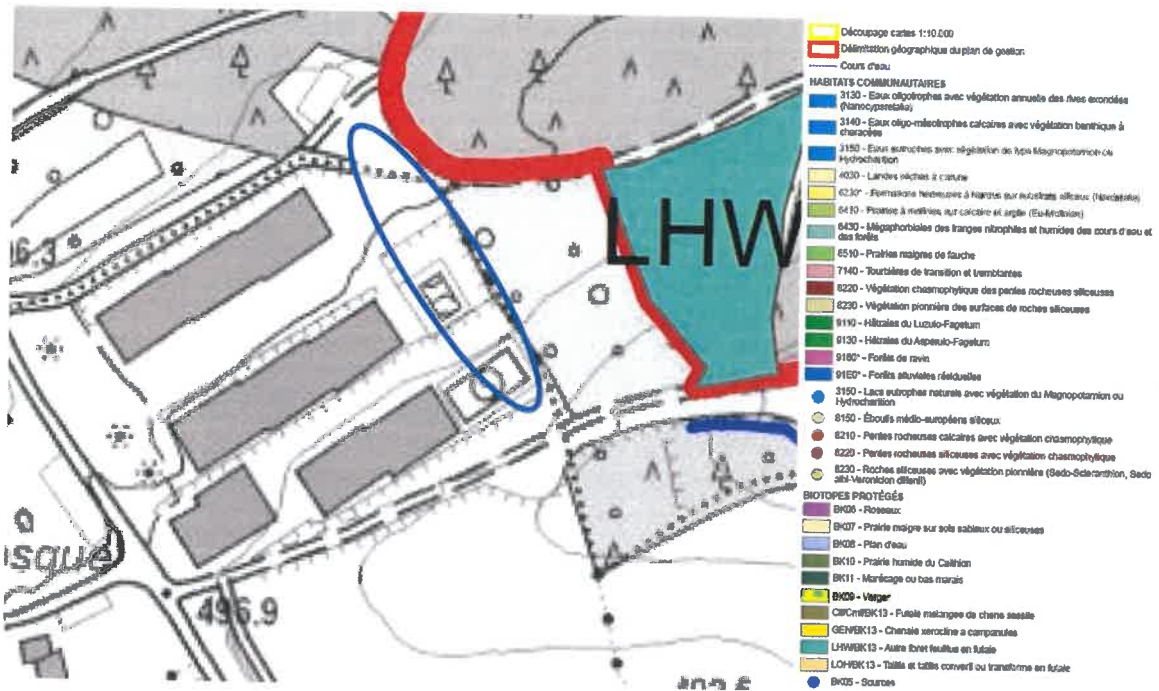 LHW
496.9
Découpage cartes 1:10.000
Délimitation géographique du plan de gestion
Cours d'eau
HABITATS COMMUNAUTAIRES
3130 - Eaux oligotrophes avec végétation annuelle des rives exondées
(Nanocyperetalia)
3140 - Eaux oligo-mésotrophes calcaires avec végétation benthique à
characées
3150 - Eaux eutrophes avec végétation de type Magnopotamion ou
Hydrocharition
4030 - Landes sèches à callune
6230* - Formations herbeuses à Nardus sur substrats siliceux (Nardetalia)
6410 - Prairies à molinies sur calcaire et argile (Eu-Molinion)
6430 - Mégaphorbiaies des franges nitrophiles et humides des cours d'eau et
des forêts
6510 - Prairies maigres de fauche
7140 - Tourbières de transition et tremblantes
8220 - Végétation chasmophytique des pentes rocheuses siliceuses
8230 - Végétation pionnière des surfaces de roches siliceuses
9110 - Hêtraies du Luzulo-Fagetum
9130 - Hêtraies du Asperulo-Fagetum
9180* - Forêts de ravin
91E0* - Forêts alluviales résiduelles
3150 - Lacs eutrophes naturels avec végétation du Magnopotamion ou
Hydrocharition
8150 - Éboulis médio-européens siliceux
8210 - Pentes rocheuses calcaires avec végétation chasmophytique
8220 - Pentes rocheuses siliceuses avec végétation chasmophytique
8230 - Roches siliceuses avec végétation pionnière (Sedo-Scleranthion, Sedo
albi-Veronicion dillenii)
BIOTOPES PROTÉGÉS
BK06 - Roseaux
BK07 - Prairie maigre sur sols sableux ou siliceuses
BK08 - Plan d'eau
BK10 - Prairie humide du Calthion
BK11 - Marécage ou bas marais
BK09 - Verger
BK13 - Futaie melangee de chene sessile
GEN/BK13 - Chenaie xerocline a campanules
LHW/BK13 - Autre foret feuillue en futaie
LOH/BK13 - Taillis et taillis converti ou transforme en futaie
BK05 - Sources